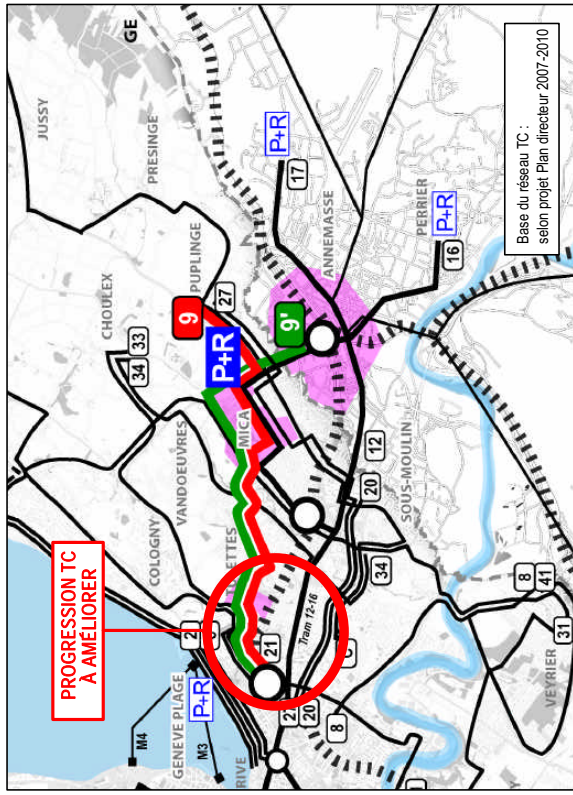 GE
JUSSY
PRESINGE
PUPLINGE
CHOULEX
33
34
27
9
P+R
9'
P+R
17
ANNEMASSE
PERRIER
P+R
16
Base du réseau TC :
selon projet Plan directeur 2007-2010
MICA
VANDOEUVRES
COLOGNY
PROGRESSION TC
À AMÉLIORER
12
20
SOUS-MOULIN
34
Tram 12-16
21
20
8
8
41
31
VEYRIER
GENEVE PLAGE
P+R
M4
M3
RIVE